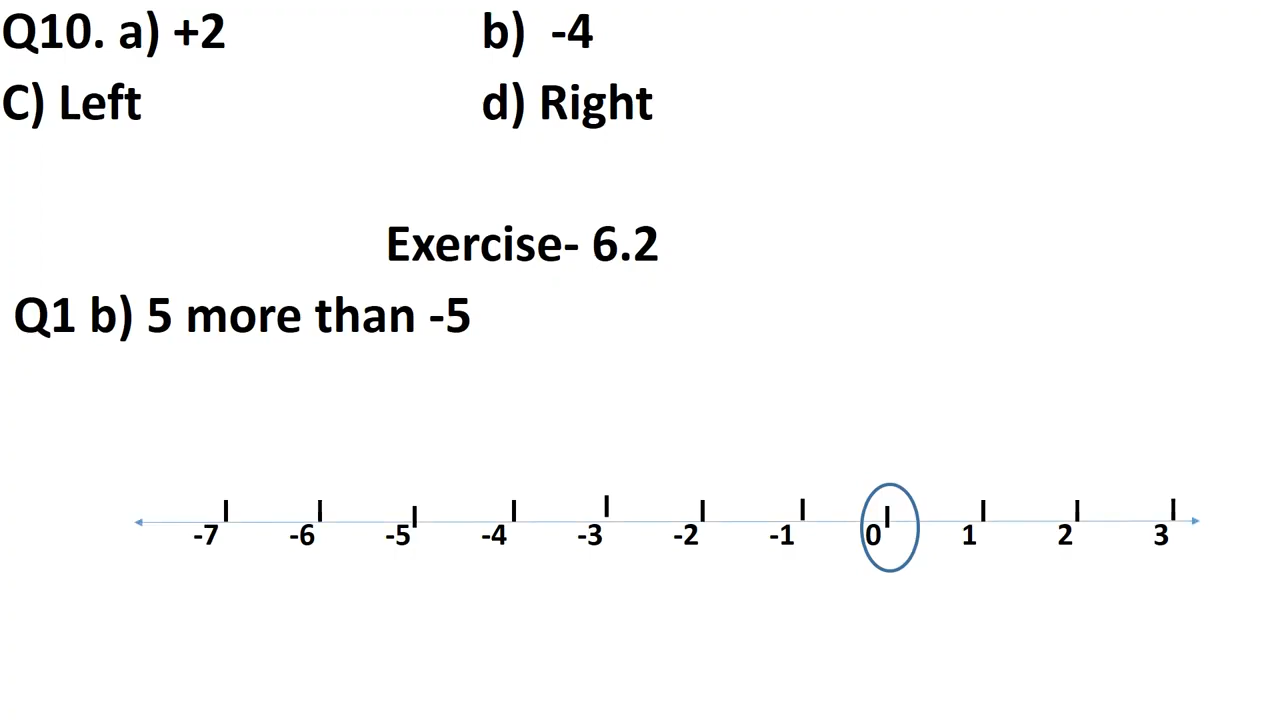 Q10. a) +2 b) -4
C) Left d) Right
Exercise- 6.2
Q1 b) 5 more than -5
-7 -6 -5 -4 -3 -2 -1 0 1 2 3